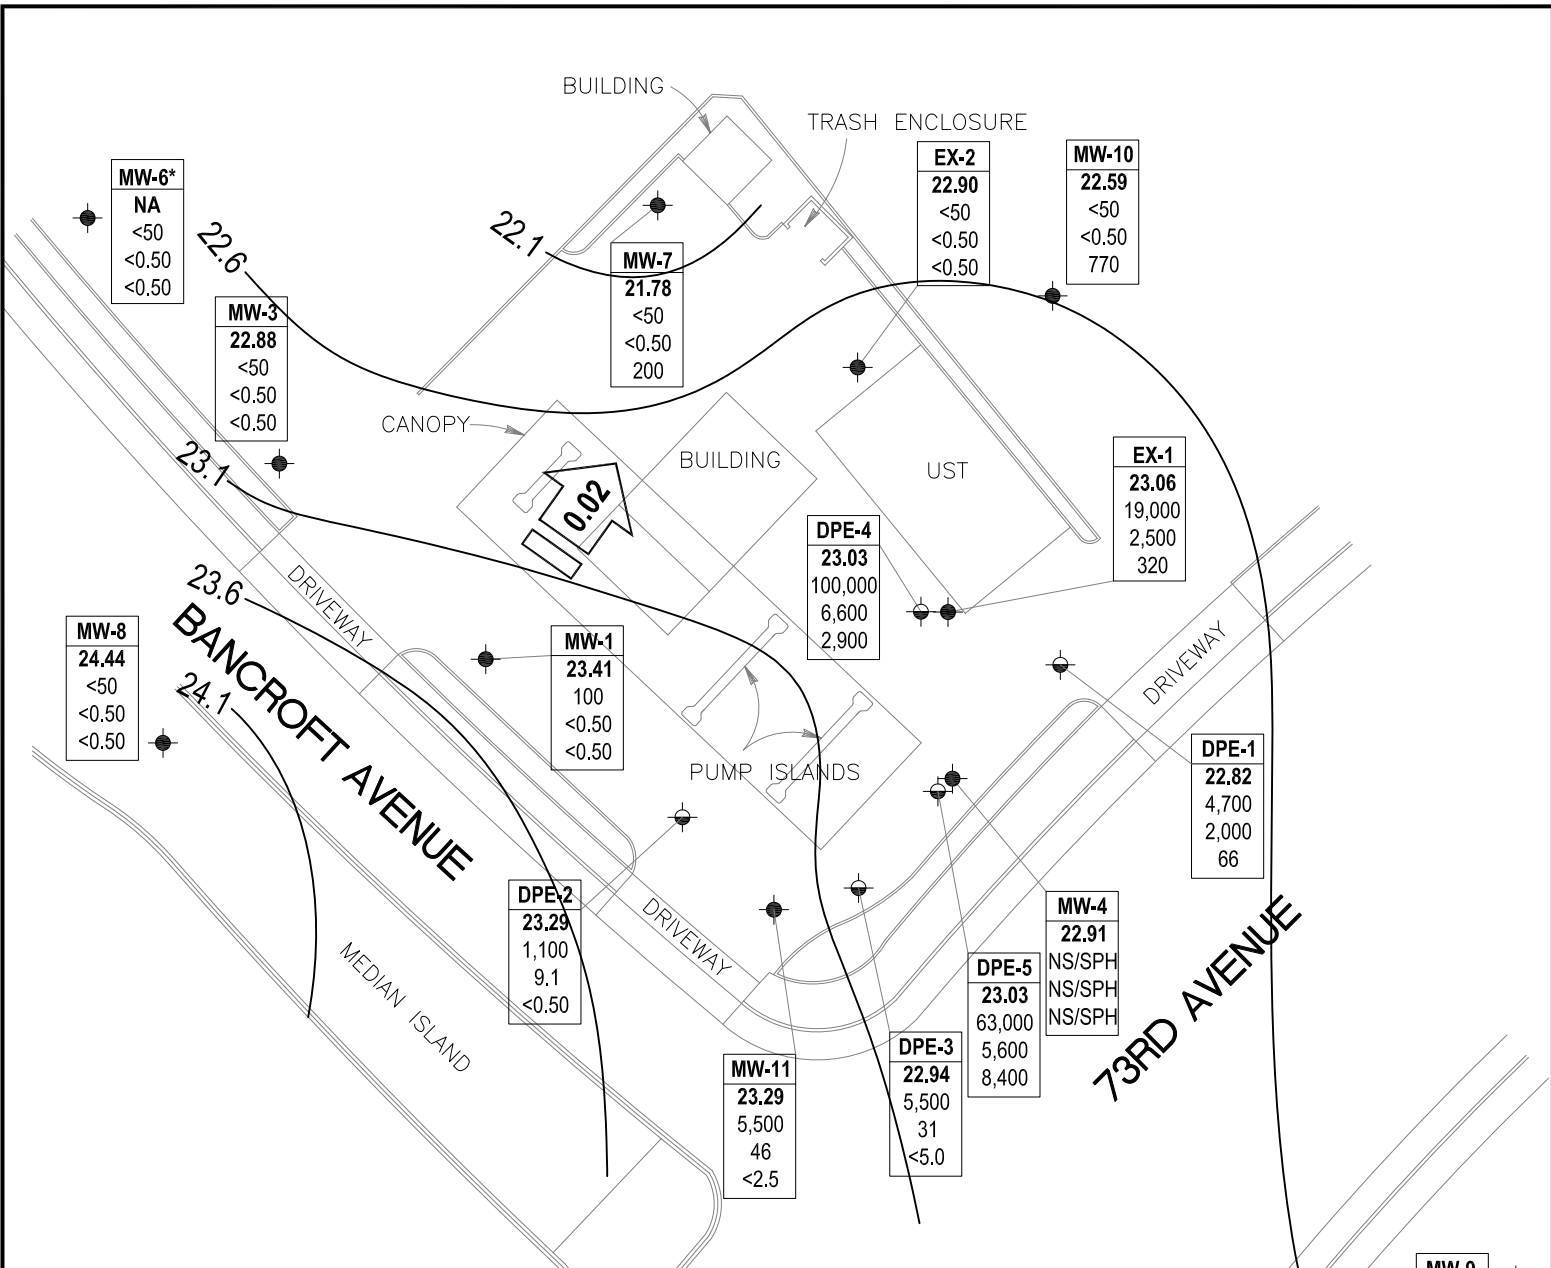 BUILDING
TRASH ENCLOSURE
MW-6*
NA
<50
<0.50
<0.50
EX-2
22.90
<50
<0.50
<0.50
MW-10
22.59
<50
<0.50
770
22.6
22.1
MW-7
21.78
<50
<0.50
200
MW-3
22.88
<50
<0.50
<0.50
CANOPY
23.1
BUILDING
UST
0.02
EX-1
23.06
19,000
2,500
320
DPE-4
23.03
100,000
6,600
2,900
23.6
DRIVEWAY
BANCROFT AVENUE
MW-8
24.44
<50
<0.50
<0.50
24.1
MW-1
23.41
100
<0.50
<0.50
DRIVEWAY
PUMP ISLANDS
DPE-1
22.82
4,700
2,000
66
DPE-2
23.29
1,100
9.1
<0.50
DRIVEWAY
MEDIAN ISLAND
MW-4
22.91
NS/SPH
NS/SPH
NS/SPH
73RD AVENUE
DPE-5
23.03
63,000
5,600
8,400
DPE-3
22.94
5,500
31
<5.0
MW-11
23.29
5,500
46
<2.5
MW-9